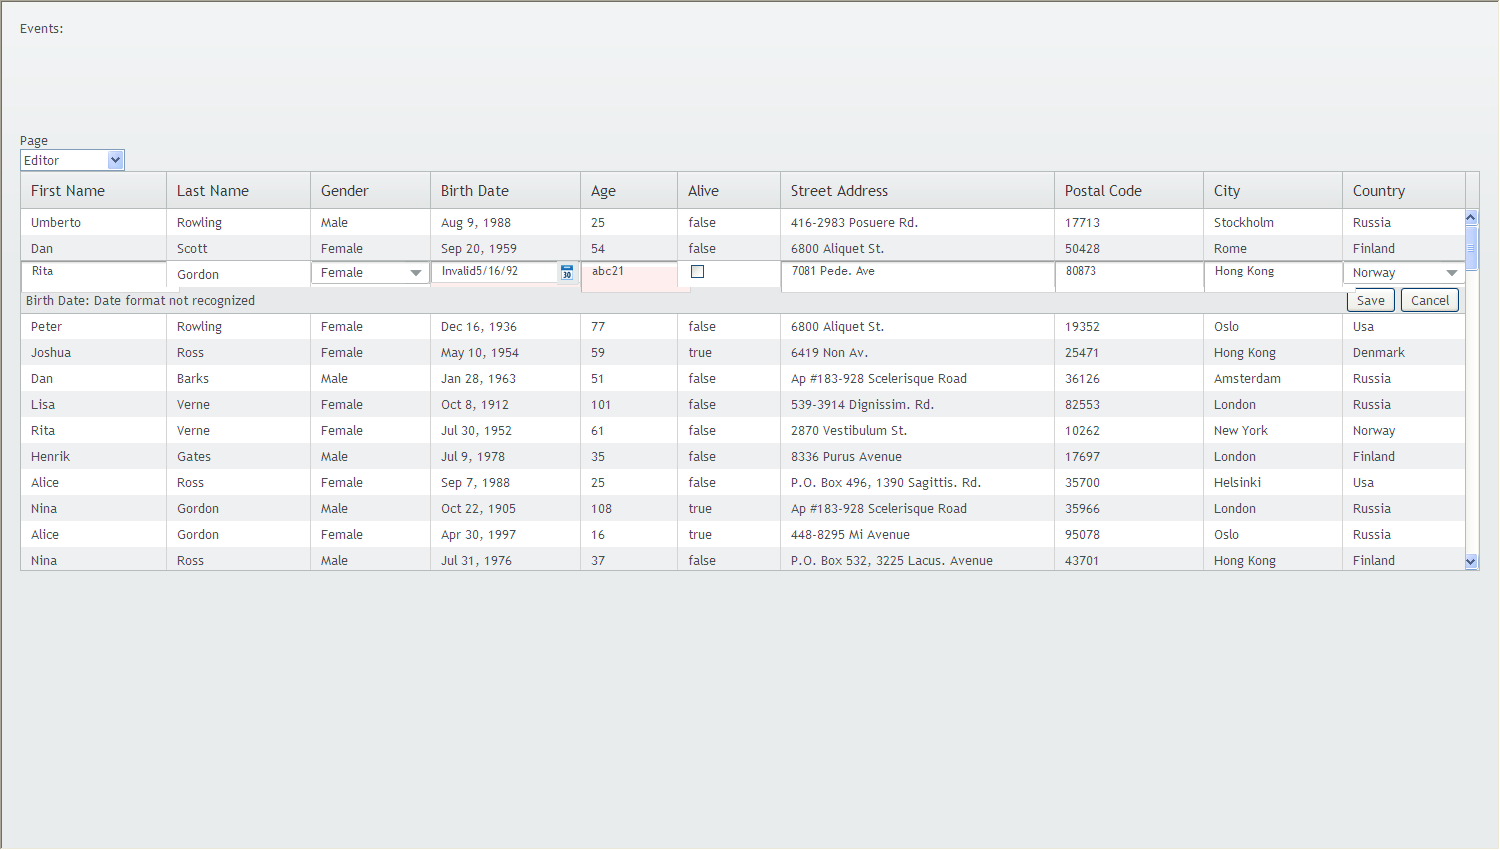 Events:
Page
Editor
First Name Last Name Gender Birth Date Age Alive Street Address Postal Code City Country
Umberto Rowling Male Aug 9, 1988 25 false 416-2983 Posuere Rd. 17713 Stockholm Russia
Dan Scott Female Sep 20, 1959 54 false 6800 Aliquet St. 50428 Rome Finland
Rita Gordon Female Invalid5/16/92 30 abc21 7081 Pede. Ave 80873 Hong Kong Norway
Birth Date: Date format not recognized Save Cancel
Peter Rowling Female Dec 16, 1936 77 false 6800 Aliquet St. 19352 Oslo Usa
Joshua Ross Female May 10, 1954 59 true 6419 Non Av. 25471 Hong Kong Denmark
Dan Barks Male Jan 28, 1963 51 false Ap #183-928 Scelerisque Road 36126 Amsterdam Russia
Lisa Verne Female Oct 8, 1912 101 false 539-3914 Dignissim. Rd. 82553 London Russia
Rita Verne Female Jul 30, 1952 61 false 2870 Vestibulum St. 10262 New York Norway
Henrik Gates Male Jul 9, 1978 35 false 8336 Purus Avenue 17697 London Finland
Alice Ross Female Sep 7, 1988 25 false P.O. Box 496, 1390 Sagittis. Rd. 35700 Helsinki Usa
Nina Gordon Male Oct 22, 1905 108 true Ap #183-928 Scelerisque Road 35966 London Russia
Alice Gordon Female Apr 30, 1997 16 true 448-8295 Mi Avenue 95078 Oslo Russia
Nina Ross Male Jul 31, 1976 37 false P.O. Box 532, 3225 Lacus. Avenue 43701 Hong Kong Finland